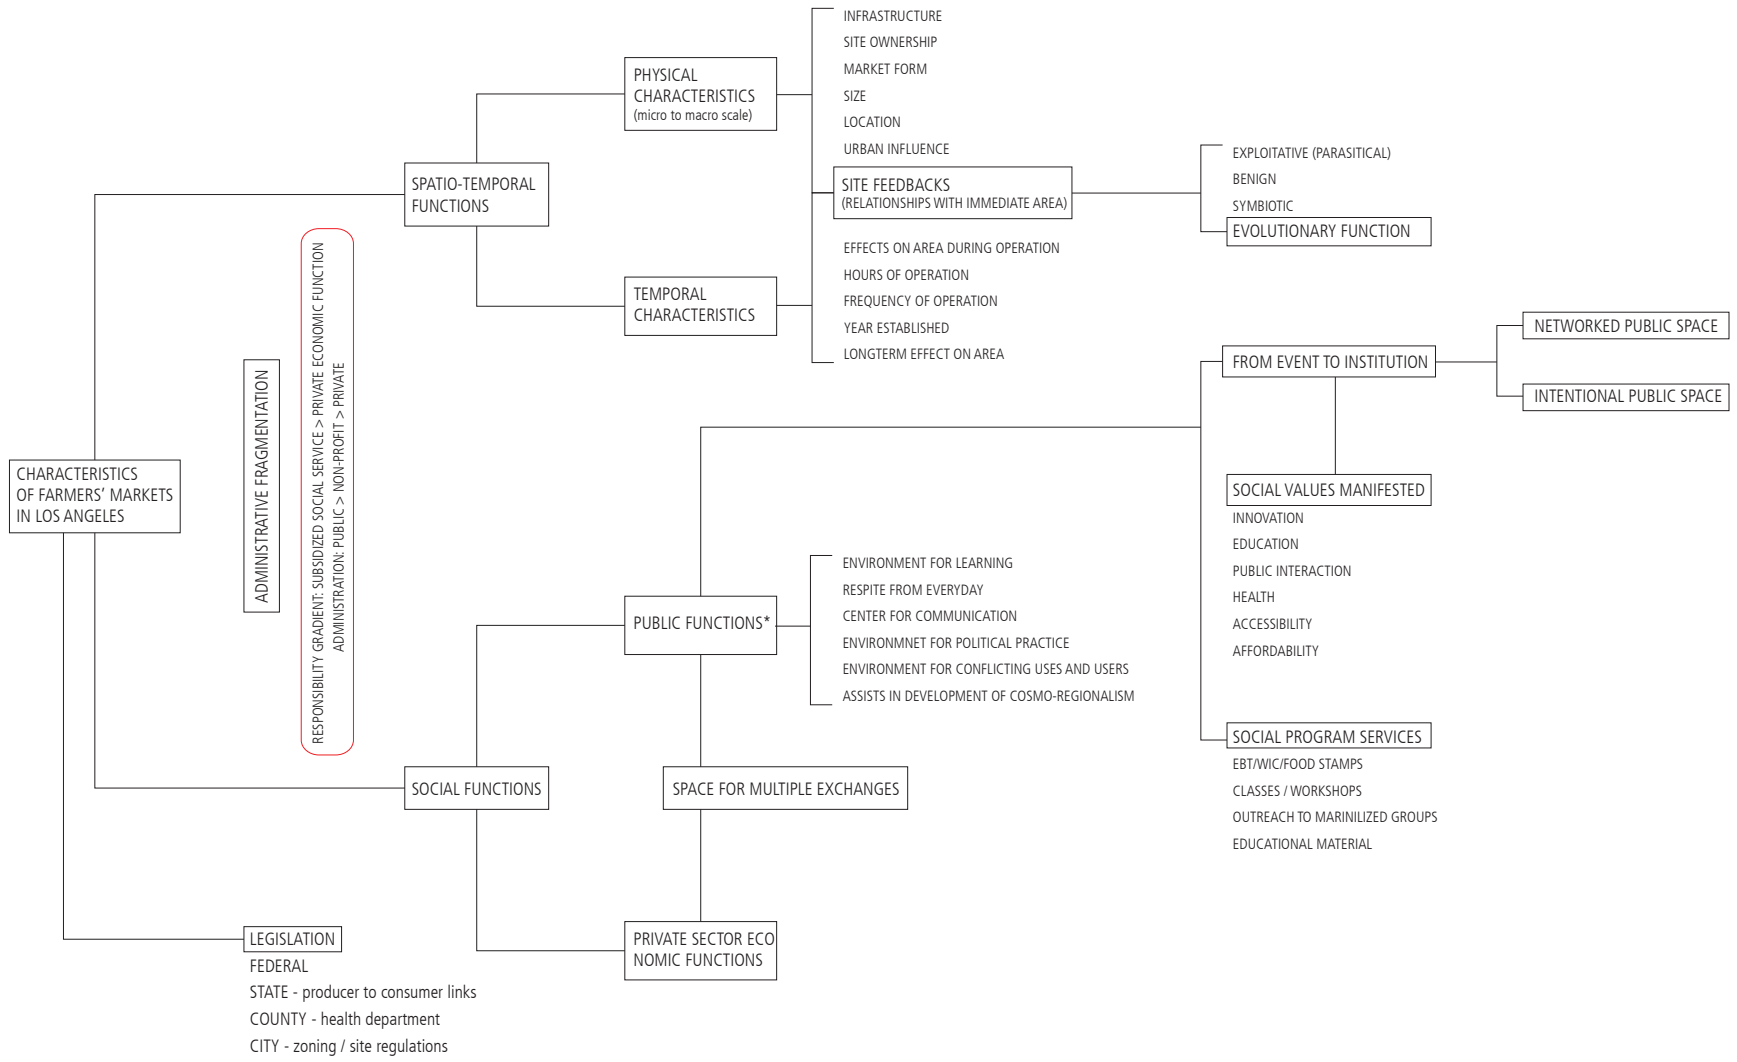 CHARACTERISTICS
OF FARMERS’ MARKETS
IN LOS ANGELES
ADMINISTRATIVE FRAGMENTATION
RESPONSIBILITY GRADIENT: SUBSIDIZED SOCIAL SERVICE > PRIVATE ECONOMIC FUNCTION
ADMINISTRATION: PUBLIC > NON-PROFIT > PRIVATE
LEGISLATION
FEDERAL
STATE - producer to consumer links
COUNTY - health department
CITY - zoning / site regulations
SPATIO-TEMPORAL
FUNCTIONS
SOCIAL FUNCTIONS
PHYSICAL
CHARACTERISTICS
(micro to macro scale)
TEMPORAL
CHARACTERISTICS
PUBLIC FUNCTIONS*
SPACE FOR MULTIPLE EXCHANGES
PRIVATE SECTOR ECO
NOMIC FUNCTIONS
INFRASTRUCTURE
SITE OWNERSHIP
MARKET FORM
SIZE
LOCATION
URBAN INFLUENCE
SITE FEEDBACKS
(RELATIONSHIPS WITH IMMEDIATE AREA)
EFFECTS ON AREA DURING OPERATION
HOURS OF OPERATION
FREQUENCY OF OPERATION
YEAR ESTABLISHED
LONGTERM EFFECT ON AREA
ENVIRONMENT FOR LEARNING
RESPITE FROM EVERYDAY
CENTER FOR COMMUNICATION
ENVIRONMNET FOR POLITICAL PRACTICE
ENVIRONMENT FOR CONFLICTING USES AND USERS
ASSISTS IN DEVELOPMENT OF COSMO-REGIONALISM
EXPLOITATIVE (PARASITICAL)
BENIGN
SYMBIOTIC
EVOLUTIONARY FUNCTION
FROM EVENT TO INSTITUTION
NETWORKED PUBLIC SPACE
INTENTIONAL PUBLIC SPACE
SOCIAL VALUES MANIFESTED
INNOVATION
EDUCATION
PUBLIC INTERACTION
HEALTH
ACCESSIBILITY
AFFORDABILITY
SOCIAL PROGRAM SERVICES
EBT/WIC/FOOD STAMPS
CLASSES / WORKSHOPS
OUTREACH TO MARINILIZED GROUPS
EDUCATIONAL MATERIAL